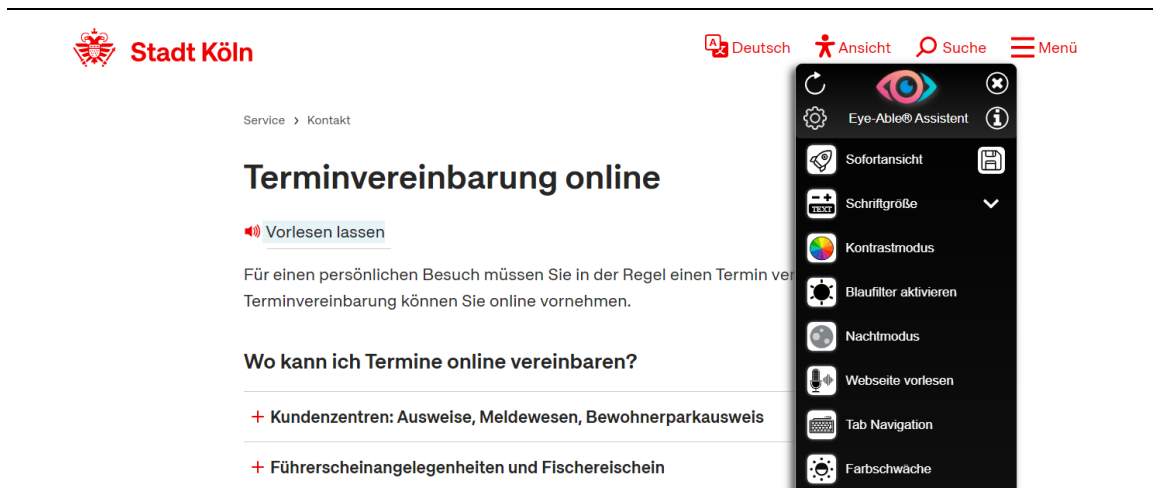 Stadt Köln
Deutsch
Ansicht
Suche
Menü
Service › Kontakt
Terminvereinbarung online
Vorlesen lassen
Für einen persönlichen Besuch müssen Sie in der Regel einen Termin
Terminvereinbarung können Sie online vornehmen.
Wo kann ich Termine online vereinbaren?
+ Kundenzentren: Ausweise, Meldewesen, Bewohnerparkausweis
+ Führerscheinangelegenheiten und Fischereischein
Eye-Able® Assistent
Sofortansicht
TEXT Schriftgröße
Kontrastmodus
Blaufilter aktivieren
Nachtmodus
Webseite vorlesen
Tab Navigation
Farbschwäche